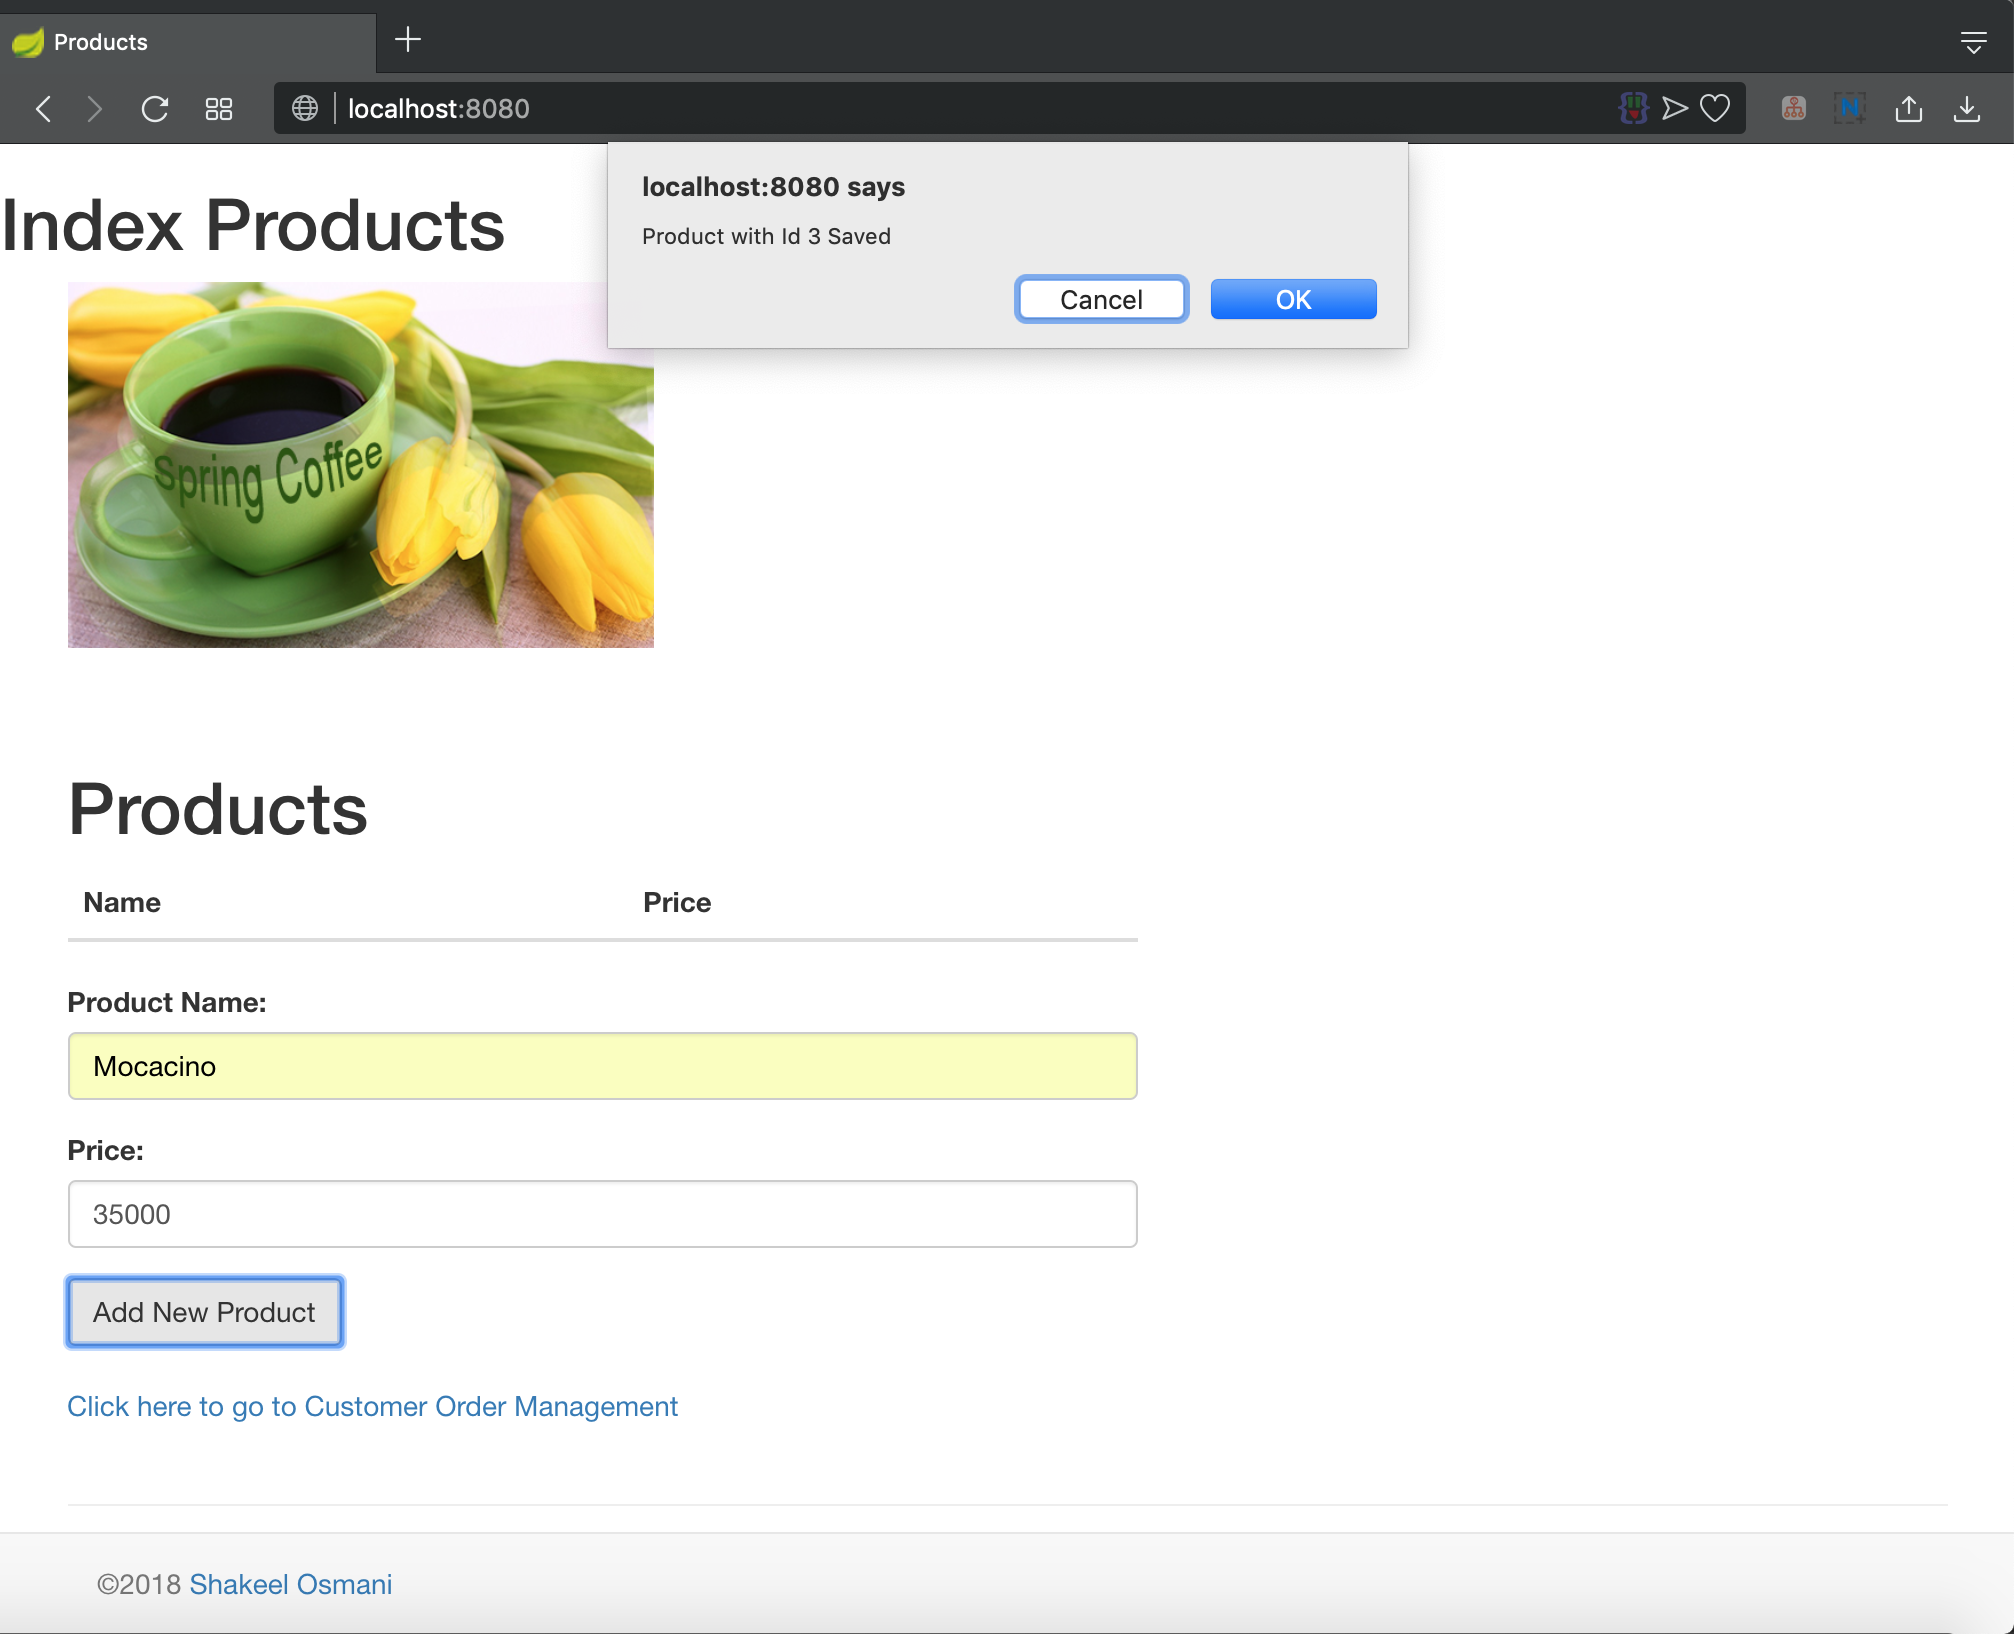 Products
localhost:8080
localhost:8080 says
Product with Id 3 Saved
Cancel
OK
Index Products
Spring Coffee
Products
Name Price
Product Name:
Mocacino
Price:
35000
Add New Product
Click here to go to Customer Order Management
©2018 Shakeel Osmani